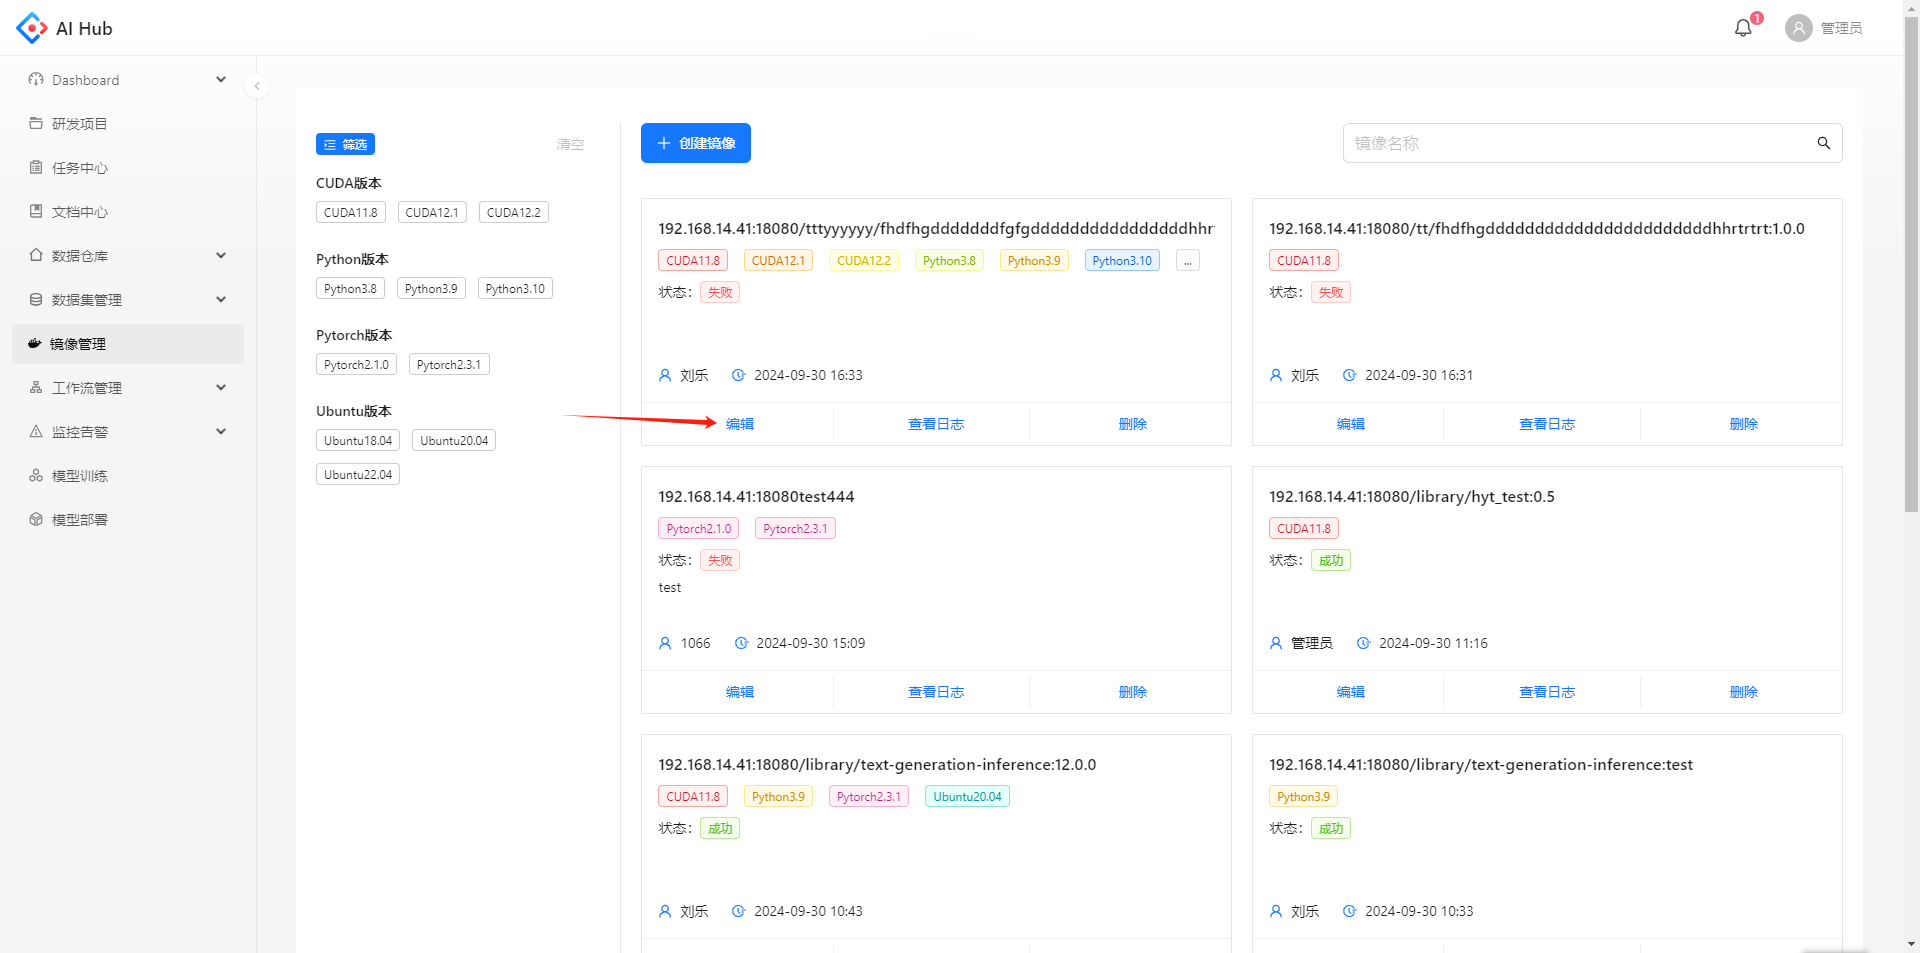 AI Hub
1
管理员
Dashboard
研发项目
任务中心
文档中心
数据仓库
数据集管理
镜像管理
工作流管理
监控告警
模型训练
模型部署
筛选
清空
CUDA版本
CUDA11.8 CUDA12.1 CUDA12.2
Python版本
Python3.8 Python3.9 Python3.10
Pytorch版本
Pytorch2.1.0 Pytorch2.3.1
Ubuntu版本
Ubuntu18.04 Ubuntu20.04
Ubuntu22.04
创建镜像
镜像名称
192.168.14.41:18080/tttyyyyyy/fhdfhgdddddddfgfgddddddddddddddddhhr
CUDA11.8 CUDA12.1 CUDA12.2 Python3.8 Python3.9 Python3.10 ...
状态: 失败
刘乐 2024-09-30 16:33
编辑 查看日志 删除
192.168.14.41:18080/tt/fhdfhgddddddddddddddddddddddddhhrtrtrt:1.0.0
CUDA11.8
状态: 失败
刘乐 2024-09-30 16:31
编辑 查看日志 删除
192.168.14.41:18080test444
Pytorch2.1.0 Pytorch2.3.1
状态: 失败
test
1066 2024-09-30 15:09
编辑 查看日志 删除
192.168.14.41:18080/library/hyt_test:0.5
CUDA11.8
状态: 成功
管理员 2024-09-30 11:16
编辑 查看日志 删除
192.168.14.41:18080/library/text-generation-inference:12.0.0
CUDA11.8 Python3.9 Pytorch2.3.1 Ubuntu20.04
状态: 成功
刘乐 2024-09-30 10:43
192.168.14.41:18080/library/text-generation-inference:test
Python3.9
状态: 成功
刘乐 2024-09-30 10:33